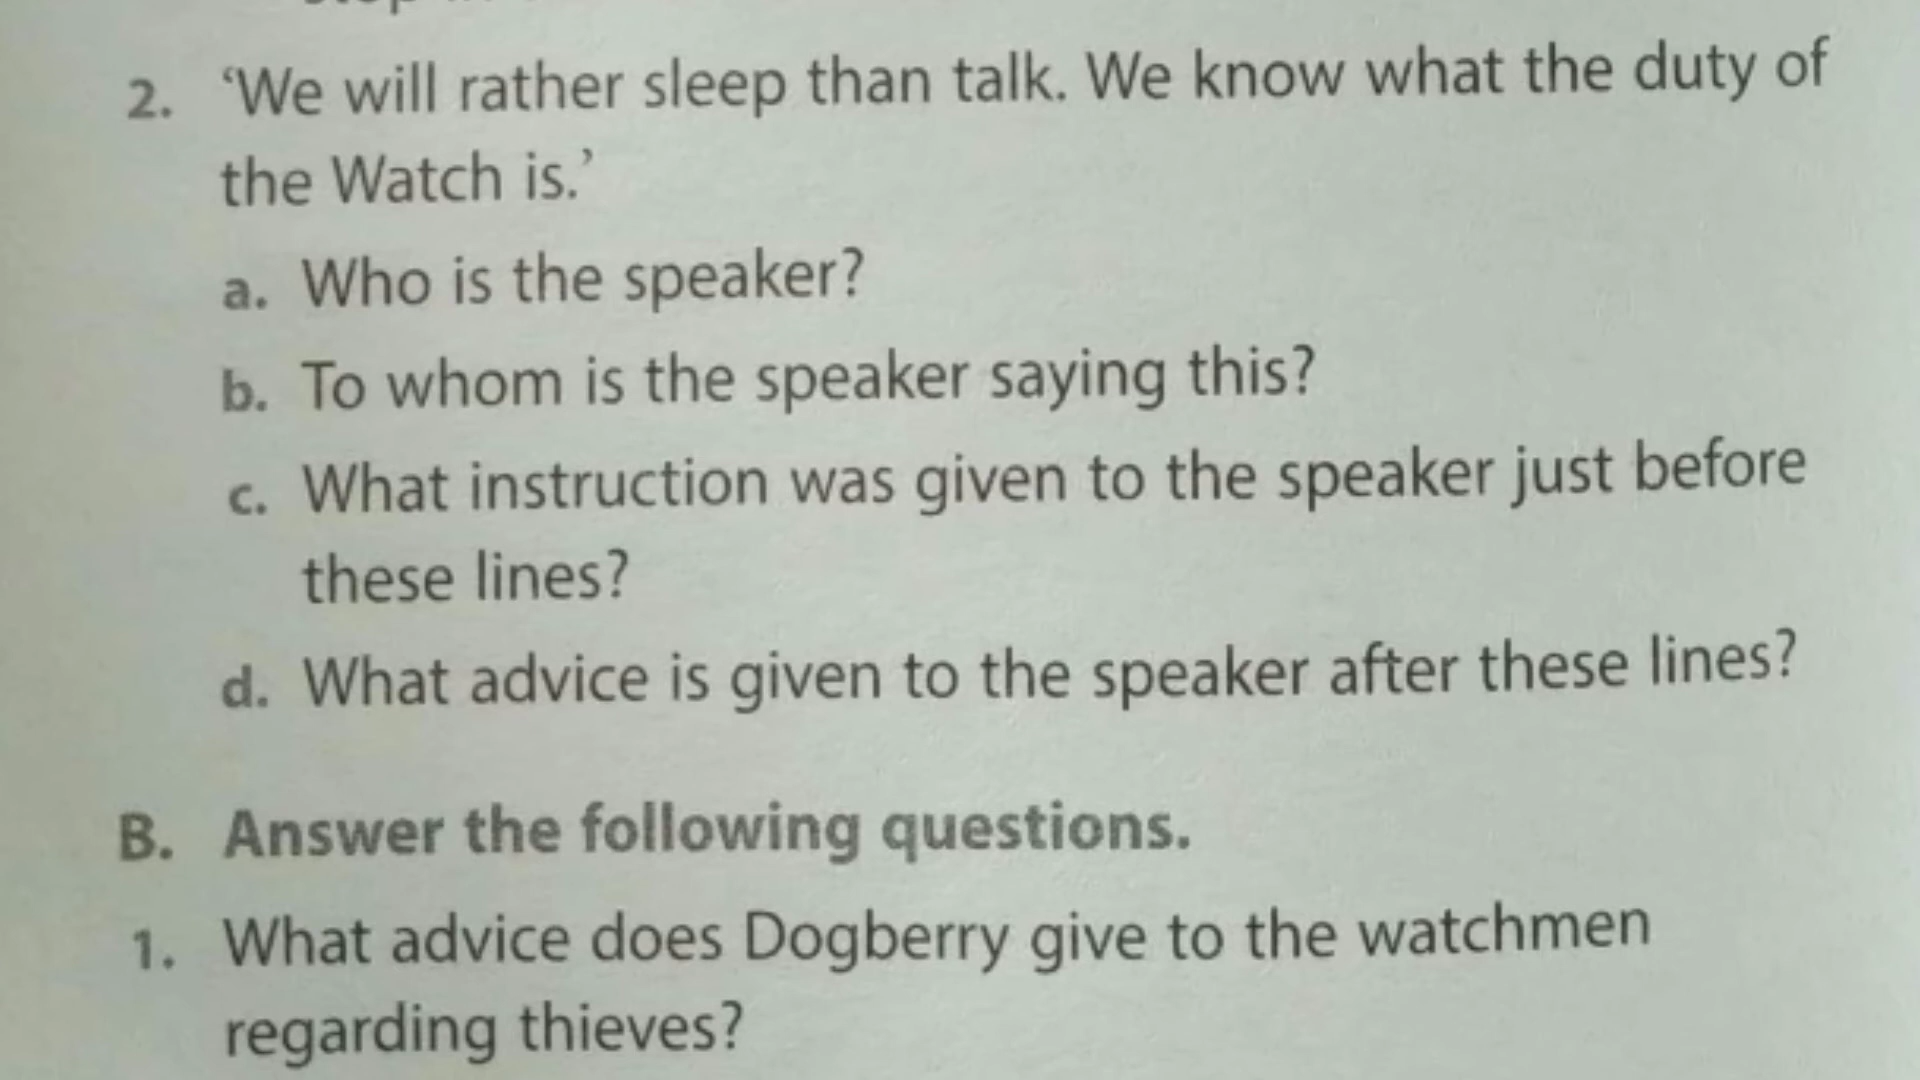 2. ‘We will rather sleep than talk. We know what the duty of
the Watch is.’
a. Who is the speaker?
b. To whom is the speaker saying this?
c. What instruction was given to the speaker just before
these lines?
d. What advice is given to the speaker after these lines?
B. Answer the following questions.
1. What advice does Dogberry give to the watchmen
regarding thieves?